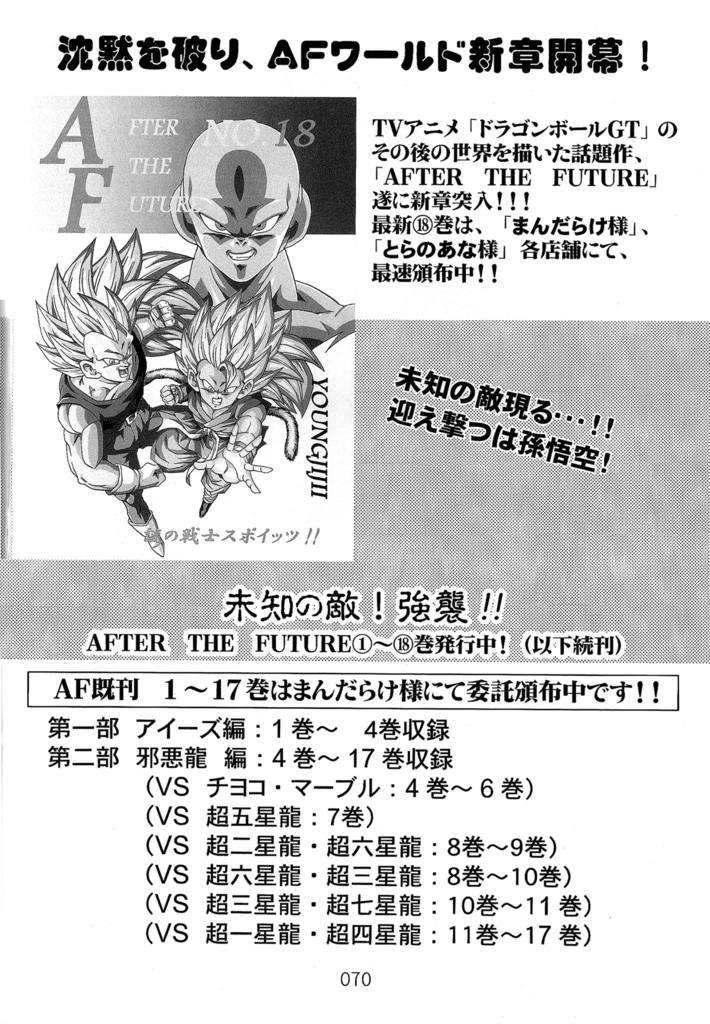 沈黙を破り、AFワールド新章開幕！
AF
FTER
THE
UTURE
NO.18
YOUNGJIJII
の戦士スポイッツ!!
TVアニメ「ドラゴンボールGT」の
その後の世界を描いた話題作、
「AFTER THE FUTURE」
遂に新章突入!!!
最新⑱巻は、「まんだらけ様」、
「とらのあな様」各店舗にて、
最速頒布中!!
未知の敵現る…!!
迎え撃つは孫悟空!
未知の敵！強襲!!
AFTER THE FUTURE①～⑱巻発行中!（以下続刊）
AF既刊 1～17巻はまんだらけ様にて委託頒布中です!!
第一部 アイーズ編：1巻～ 4巻収録
第二部 邪悪龍 編：4巻～17巻収録
（VS チヨコ・マーブル：4巻～6巻）
（VS 超五星龍：7巻）
（VS 超二星龍・超六星龍：8巻～9巻）
（VS 超六星龍・超三星龍：8巻～10巻）
（VS 超三星龍・超七星龍：10巻～11巻）
（VS 超一星龍・超四星龍：11巻～17巻）
070